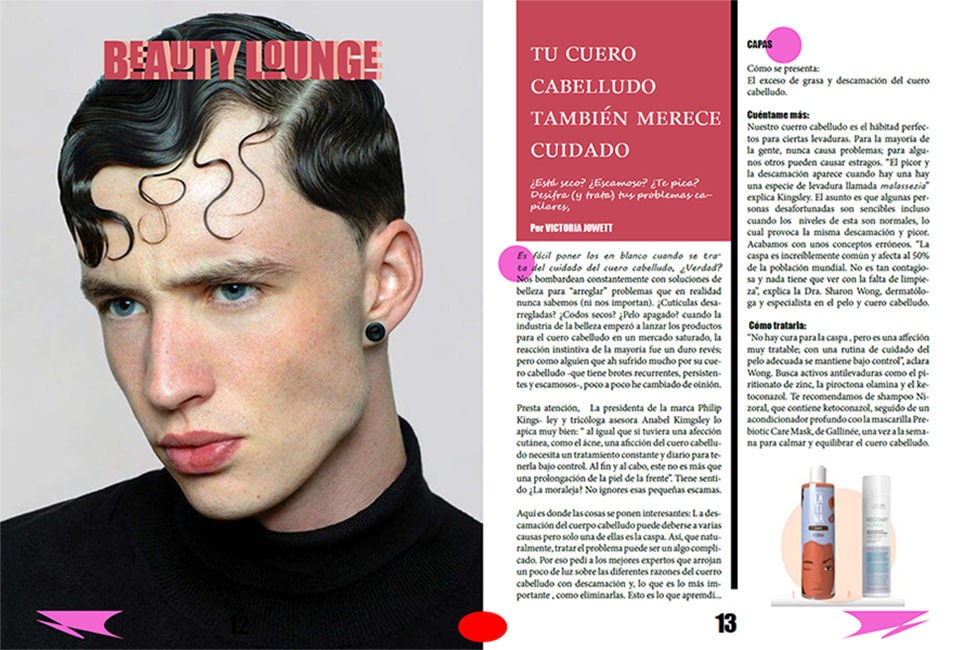 BEAUTY LOUNGE
12
TU CUERO
CABELLUDO
TAMBIÉN MERECE
CUIDADO
¿Está seco? ¿Escamoso? ¿Te pica?
Desifra (y trata) tus problemas ca-
pilares,
Por VICTORIA JOWETT
Es fácil poner los en blanco cuando se tra-
ta del cuidado del cuero cabelludo, ¿Verdad?
Nos bombardean constantemente con soluciones de
belleza para “arreglar” problemas que en realidad
nunca sabemos (ni nos importan). ¿Cutículas desa-
rregladas? ¿Codos secos? ¿Pelo apagado? cuando la
industria de la belleza empezó a lanzar los productos
para el cuero cabelludo en un mercado saturado, la
reacción instintiva de la mayoría fue un duro revés;
pero como alguien que ah sufrido mucho por su cue-
ro cabelludo -que tiene brotes recurrentes, persisten-
tes y escamosos-, poco a poco he cambiado de oinión.
Presta atención, La presidenta de la marca Philip
Kings- ley y tricóloga asesora Anabel Kimgsley lo
apica muy bien: “ al igual que si tuviera una afección
cutánea, como el ácne, una aficción del cuero cabellu-
do necesita un tratamiento constante y diario para te-
nerla bajo control. Al fin y al cabo, este no es más que
una prolongación de la piel de la frente”. Tiene senti-
do ¿La moraleja? No ignores esas pequeñas escamas.
Aquí es donde las cosas se ponen interesantes: L a des-
camación del cuerpo cabelludo puede deberse a varias
causas pero solo una de ellas es la caspa. Así, que natu-
ralmente, tratar el problema puede ser un algo compli-
cado. Por eso pedí a los mejores expertos que arrojan
un poco de luz sobre las diferentes razones del cuerro
cabelludo con descamación y, lo que es lo más im-
portante , como eliminarlas. Esto es lo que aprendí...
CAPAS
Cómo se presenta:
El exceso de grasa y descamación del cuero
cabelludo.
Cuéntame más:
Nuestro cuerro cabelludo es el hábitad perfec-
tos para ciertas levaduras. Para la mayoría de
la gente, nunca causa problemas; para algu-
nos otros pueden causar estragos. “El picor y
la descamación aparece cuando hay una hay
una especie de levadura llamada malassezia”
explica Kingsley. El asunto es que algunas per-
sonas desafortunadas son sencibles incluso
cuando los niveles de esta son normales, lo
cual provoca la misma descamación y picor.
Acabamos con unos conceptos erróneos. “La
caspa es increíblemente común y afecta al 50%
de la población mundial. No es tan contagio-
sa y nada tiene que ver con la falta de limpie-
za”, explica la Dra. Sharon Wong, dermatólo-
ga y especialista en el pelo y cuero cabelludo.
Cómo tratarla:
“No hay cura para la caspa , pero es una affeción
muy tratable; con una rutina de cuidado del
pelo adecuada se mantiene bajo control”, aclara
Wong. Busca activos antilevaduras como el pi-
ritionato de zinc, la piroctona olamina y el ke-
toconazol. Te recomendamos de shampoo Ni-
zoral, que contiene ketoconazol, seguido de un
acondicionador profundo coo la mascarilla Pre-
biotic Care Mask, de Gallinée, una vez a la sema-
na para calmar y equilibrar el cuero cabelludo.
LA
TINA
13